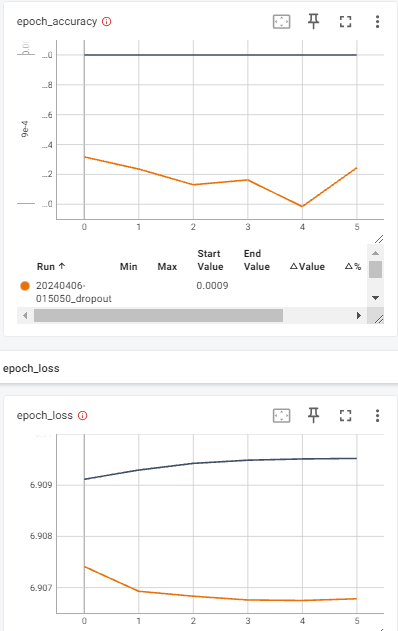 epoch_accuracy
...0
...8
...6
...4
...2
...0
9e-4
0 1 2 3 4 5
Run ↑ Min Max Start Value End Value △Value △%
20240406-015050_dropout 0.0009
epoch_loss
epoch_loss
6.909
6.908
6.907
0 1 2 3 4 5